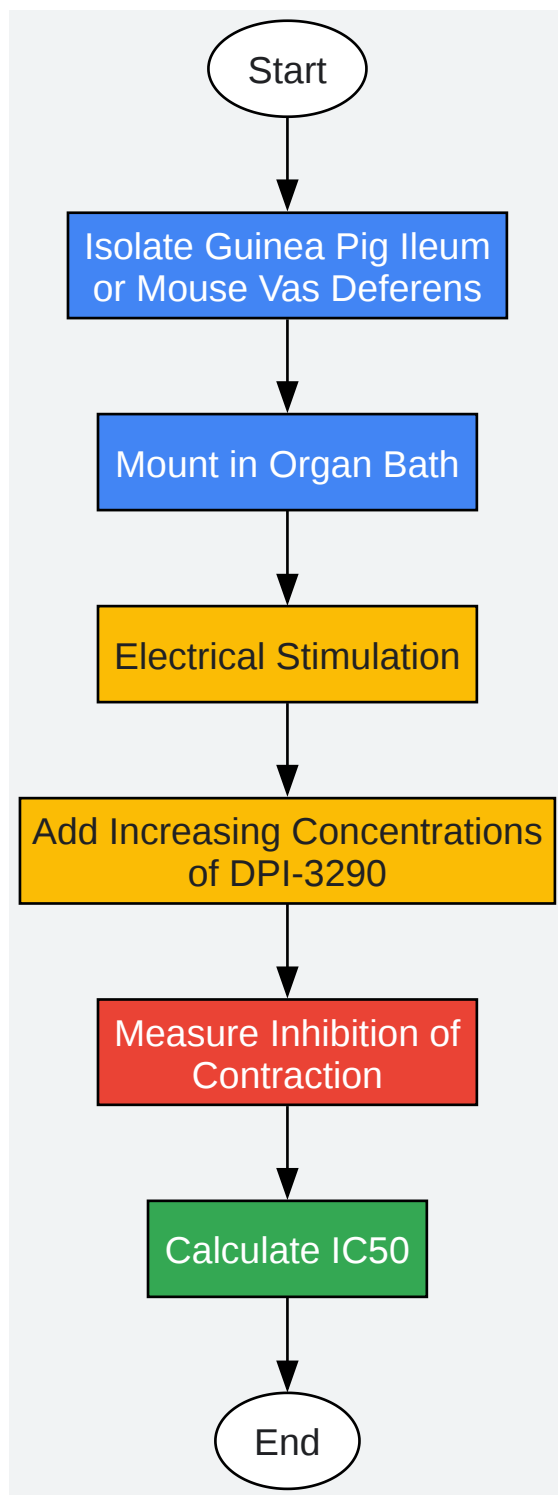 Start
Isolate Guinea Pig Ileum
or Mouse Vas Deferens
Mount in Organ Bath
Electrical Stimulation
Add Increasing Concentrations
of DPI-3290
Measure Inhibition of
Contraction
Calculate IC50
End